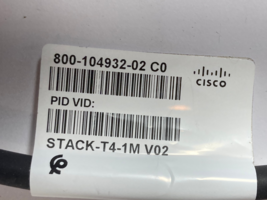 800-104932-02 C0
CISCO
PID VID:
STACK-T4-1M V02